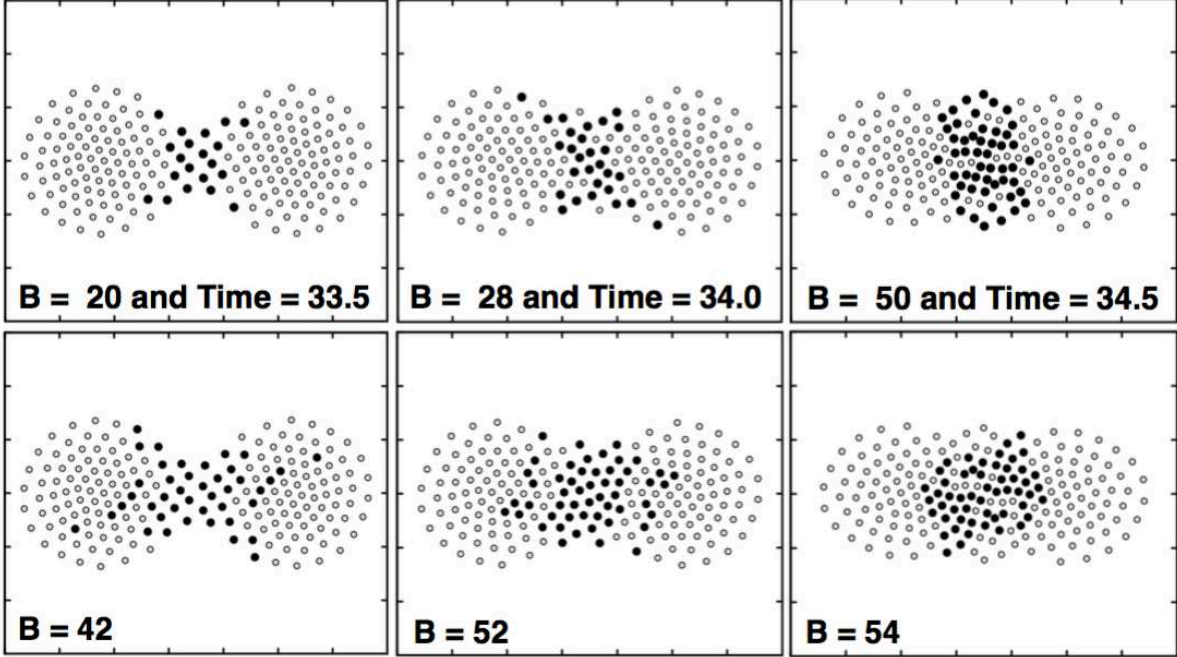 B = 20 and Time = 33.5
B = 28 and Time = 34.0
B = 50 and Time = 34.5
B = 42
B = 52
B = 54